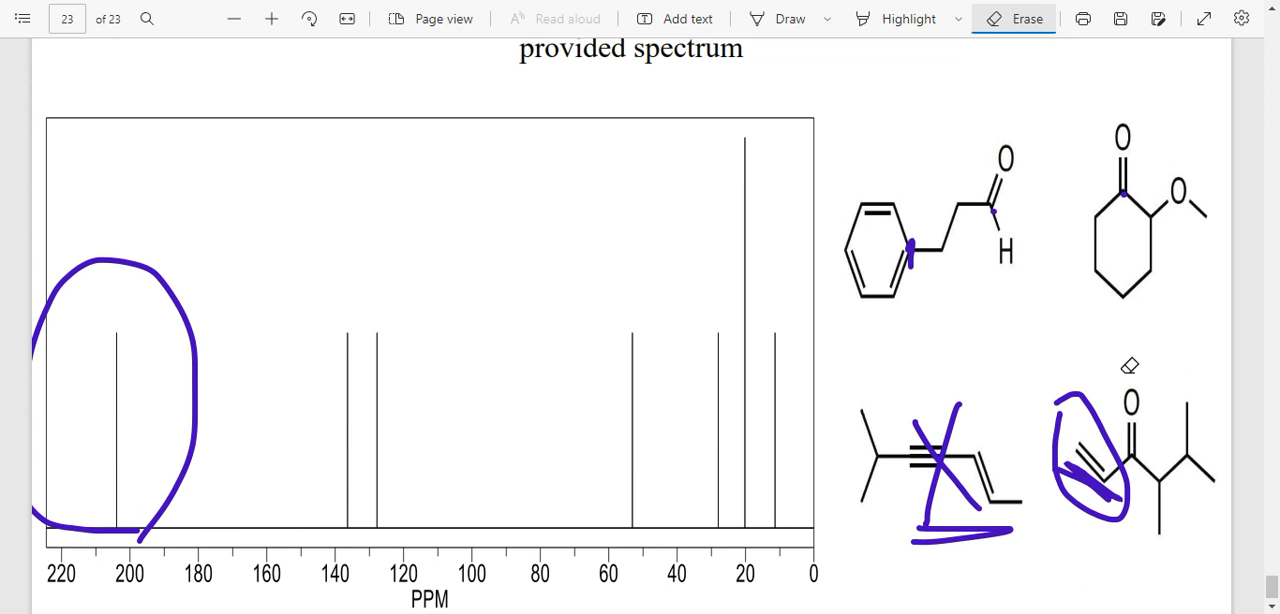 23 of 23 Page view Read aloud Add text Draw Highlight Erase
provided spectrum
O
O
O
H
O
220 200 180 160 140 120 100 80 60 40 20 0
PPM